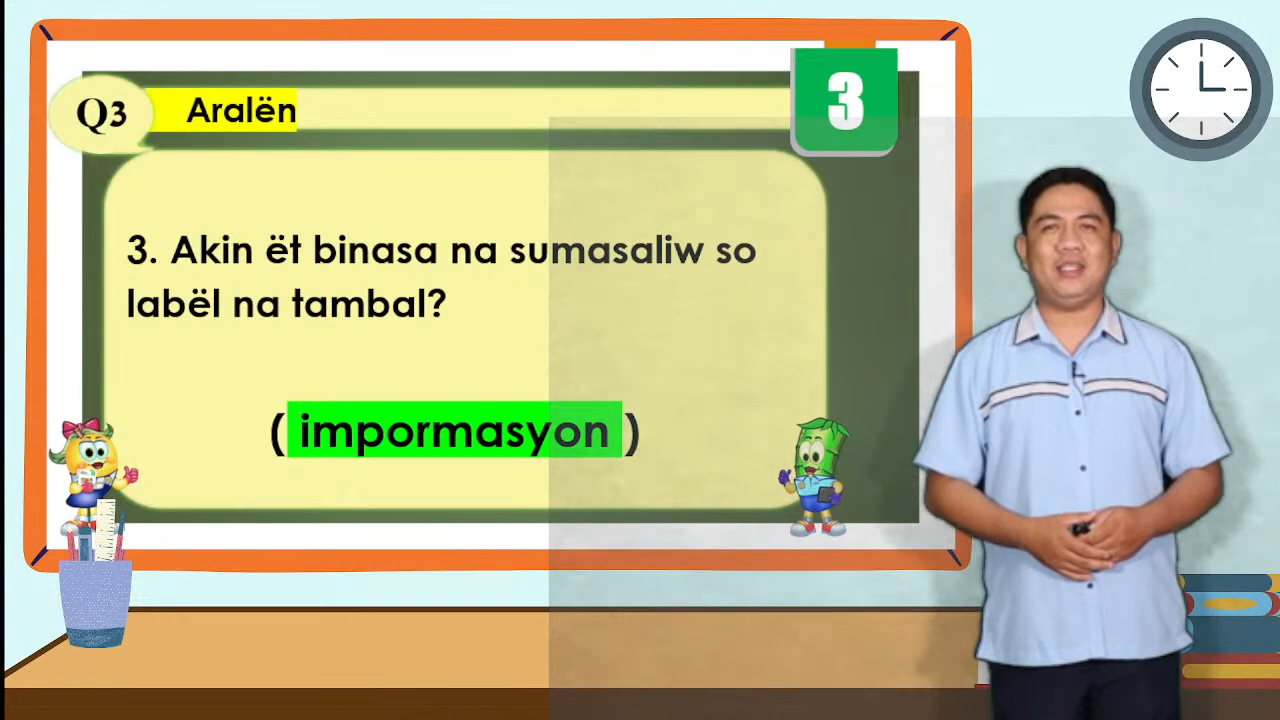 Q3
Aralën
3
3. Akin ët binasa na sumasaliw so
labël na tambal?
( impormasyon )